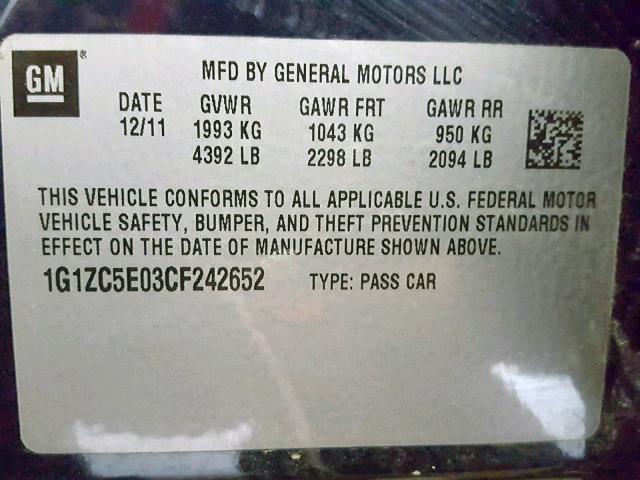 GM ®
MFD BY GENERAL MOTORS LLC
DATE GVWR GAWR FRT GAWR RR
12/11 1993 KG 1043 KG 950 KG
4392 LB 2298 LB 2094 LB
THIS VEHICLE CONFORMS TO ALL APPLICABLE U.S. FEDERAL MOTOR
VEHICLE SAFETY, BUMPER, AND THEFT PREVENTION STANDARDS IN
EFFECT ON THE DATE OF MANUFACTURE SHOWN ABOVE.
1G1ZC5E03CF242652 TYPE: PASS CAR